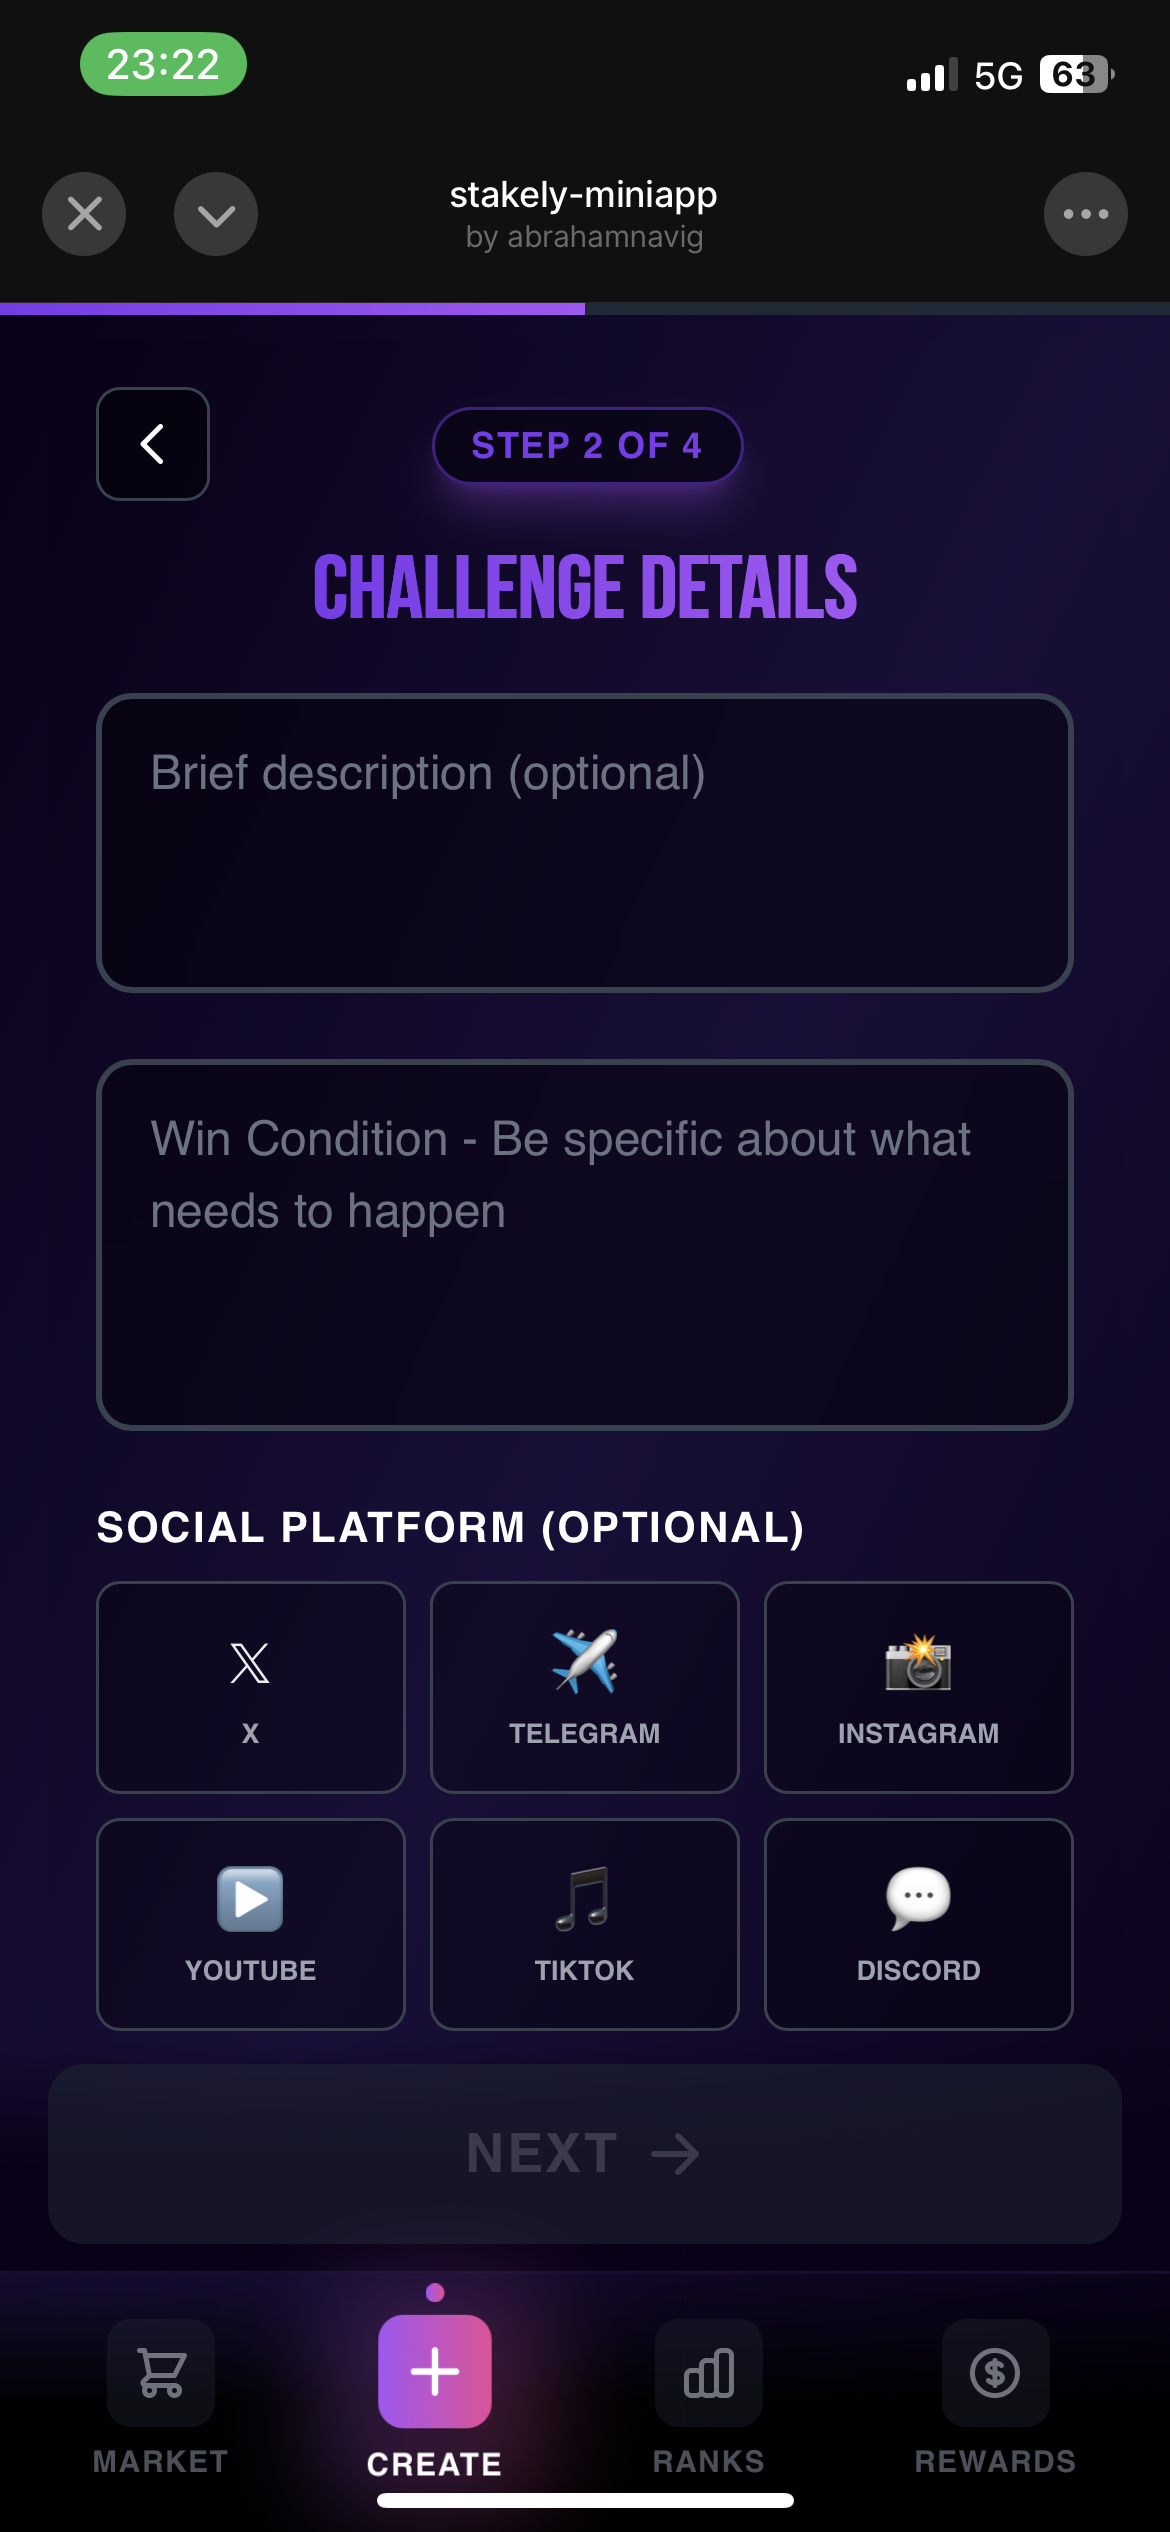 23:22
5G 63
stakely-miniapp
by abrahamnavig
STEP 2 OF 4
CHALLENGE DETAILS
Brief description (optional)
Win Condition - Be specific about what
needs to happen
SOCIAL PLATFORM (OPTIONAL)
X
TELEGRAM
INSTAGRAM
YOUTUBE
TIKTOK
DISCORD
NEXT →
MARKET
CREATE
RANKS
REWARDS